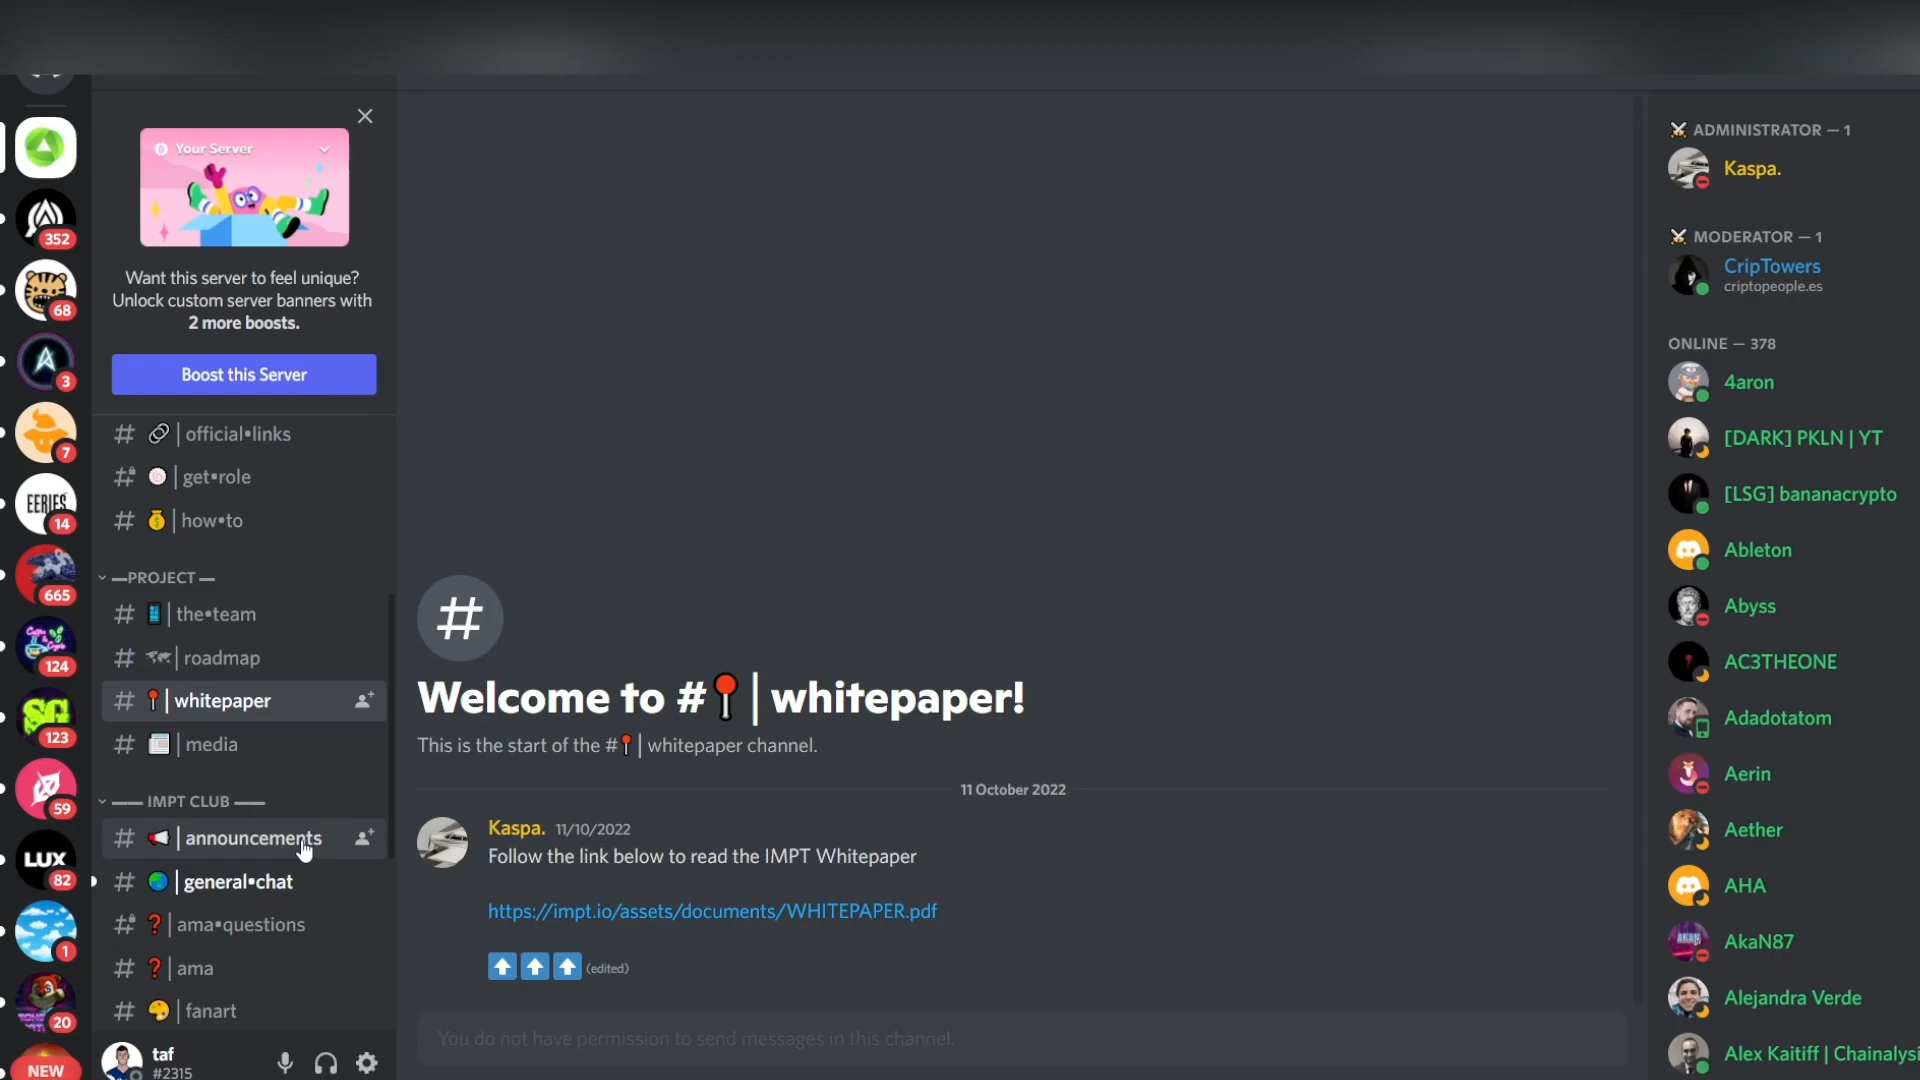 Your Server
Want this server to feel unique?
Unlock custom server banners with
2 more boosts.
Boost this Server
# | official•links
# | get•role
# | how•to
—PROJECT —
# | the•team
# | roadmap
# | whitepaper
# | media
—— IMPT CLUB ——
# | announcements
# | general•chat
# ❓ | ama•questions
# ❓ | ama
# | fanart
taf
#2315
352
68
3
7
EERIES
14
665
124
SG
123
59
LUX
82
1
20
NEW
#
Welcome to #📍 | whitepaper!
This is the start of the #📍 | whitepaper channel.
11 October 2022
Kaspa. 11/10/2022
Follow the link below to read the IMPT Whitepaper
https://impt.io/assets/documents/WHITEPAPER.pdf
⬆️⬆️⬆️ (edited)
You do not have permission to send messages in this channel.
⚔️ ADMINISTRATOR — 1
Kaspa.
⚔️ MODERATOR — 1
CripTowers
criptopeople.es
ONLINE — 378
4aron
[DARK] PKLN | YT
[LSG] bananacrypto
Ableton
Abyss
AC3THEONE
Adadotatom
Aerin
Aether
AHA
AkaN87
Alejandra Verde
Alex Kaitiff | Chainalysi